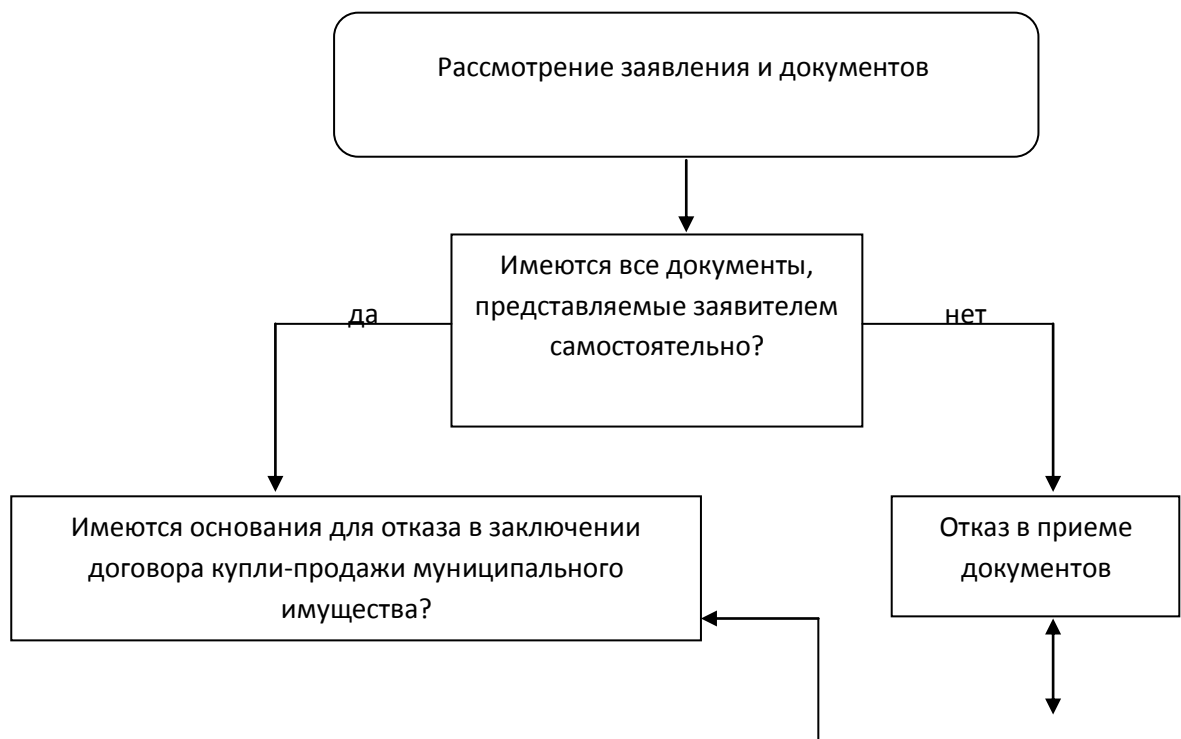 Рассмотрение заявления и документов
Имеются все документы,
представляемые заявителем
самостоятельно?
да
нет
Имеются основания для отказа в заключении
договора купли-продажи муниципального
имущества?
Отказ в приеме
документов